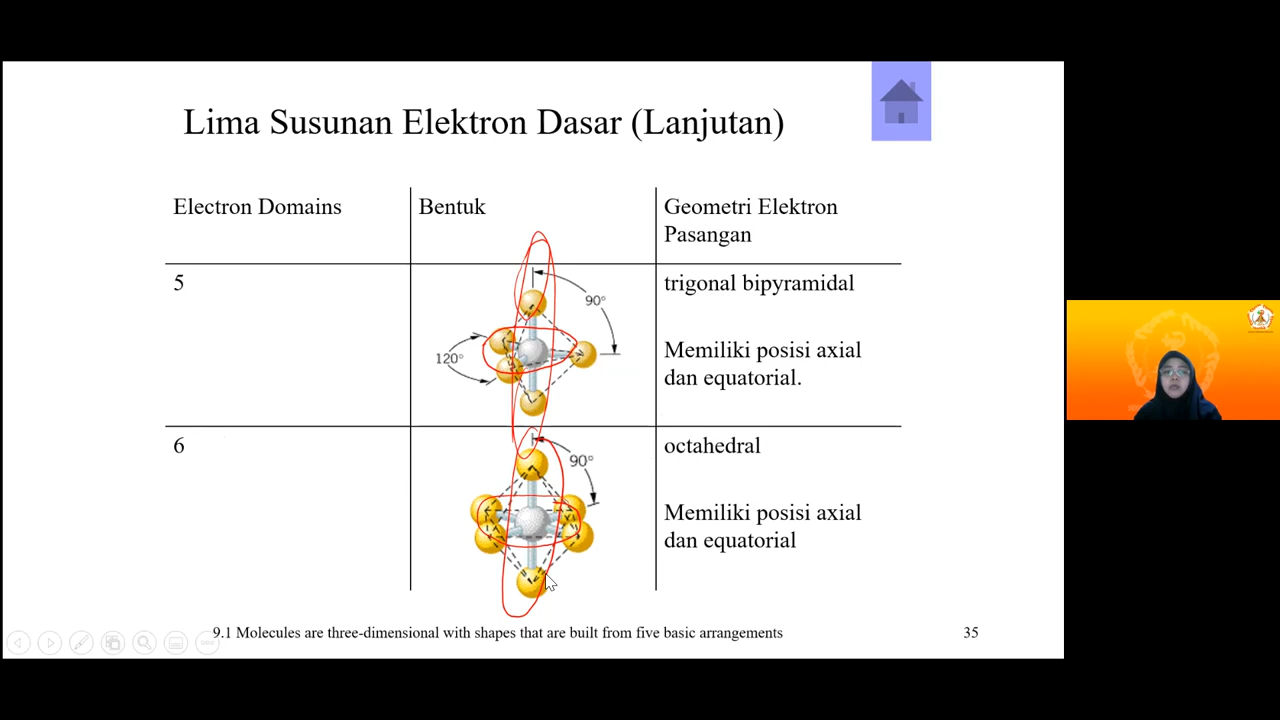 Lima Susunan Elektron Dasar (Lanjutan)
Electron Domains
Bentuk
Geometri Elektron
Pasangan
5
90°
120°
trigonal bipyramidal
Memiliki posisi axial
dan equatorial.
6
90°
octahedral
Memiliki posisi axial
dan equatorial
9.1 Molecules are three-dimensional with shapes that are built from five basic arrangements
35